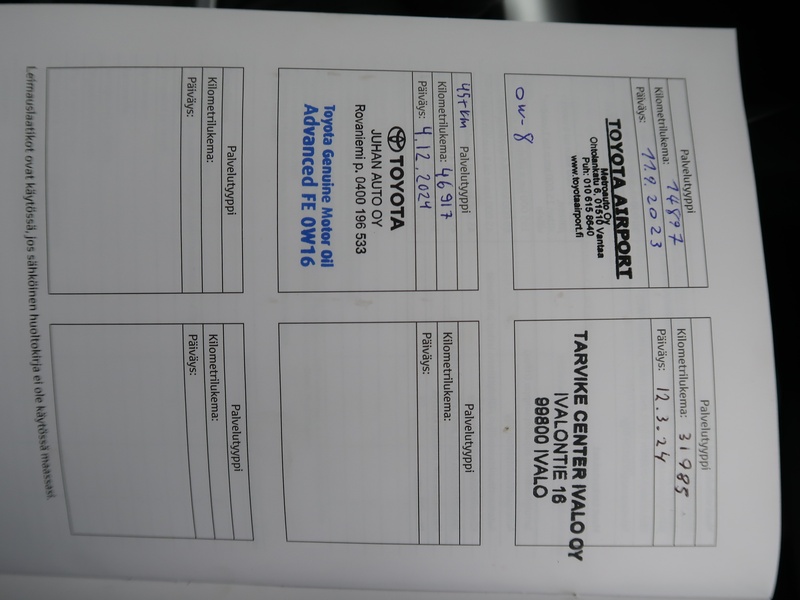 Palvelutyyppi
Kilometrilukema: 14897
Päiväys: 11.9.2023
TOYOTA AIRPORT
Metroauto Oy
Ohtolankatu 6, 01510 Vantaa
Puh: 010 615 8640
www.toyotaairport.fi
0W-8
Palvelutyyppi
Kilometrilukema: 31985
Päiväys: 12.3.24
TARVIKE CENTER IVALO OY
IVALONTIE 16
99800 IVALO
45tkm Palvelutyyppi
Kilometrilukema: 46917
Päiväys: 4.12.2024
TOYOTA
JUHAN AUTO OY
Rovaniemi p. 0400 196 533
Toyota Genuine Motor Oil
Advanced FE 0W16
Palvelutyyppi
Kilometrilukema:
Päiväys:
Palvelutyyppi
Kilometrilukema:
Päiväys:
Palvelutyyppi
Kilometrilukema:
Päiväys:
Leimauslaatikot ovat käytössä, jos sähköinen huoltokirja ei ole käytössä maassasi.